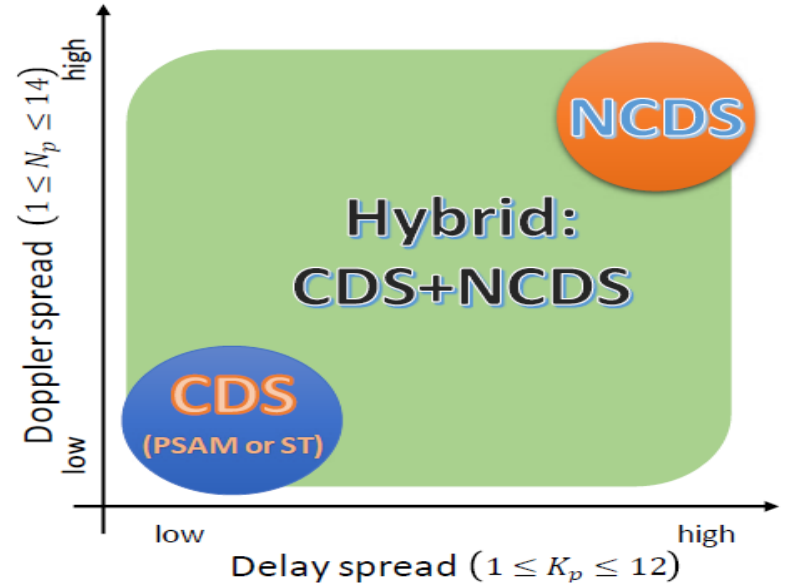 high
NCDS
Doppler spread (1 ≤ N_p ≤ 14)
Hybrid:
CDS+NCDS
CDS
(PSAM or ST)
low
low
high
Delay spread (1 ≤ K_p ≤ 12)